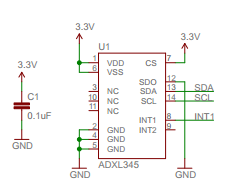 3.3V
3.3V
U1
1 VDD CS 7
6 VSS
3.3V
SDO 12
3 NC SDA 13 SDA
10 NC SCL 14 SCL
C1
11 NC
0.1uF
INT1 8 INT1
2 GND INT2 9
4 GND
GND
5 GND
ADXL345
GND
GND